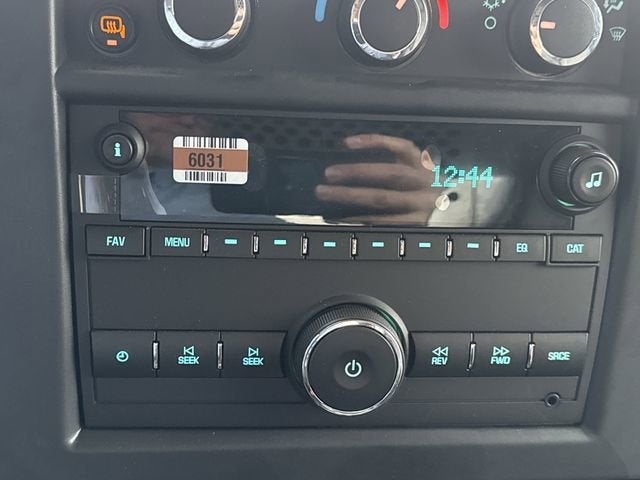 i
6031
12:44
FAV MENU EQ CAT
SEEK SEEK REV FWD SRCE